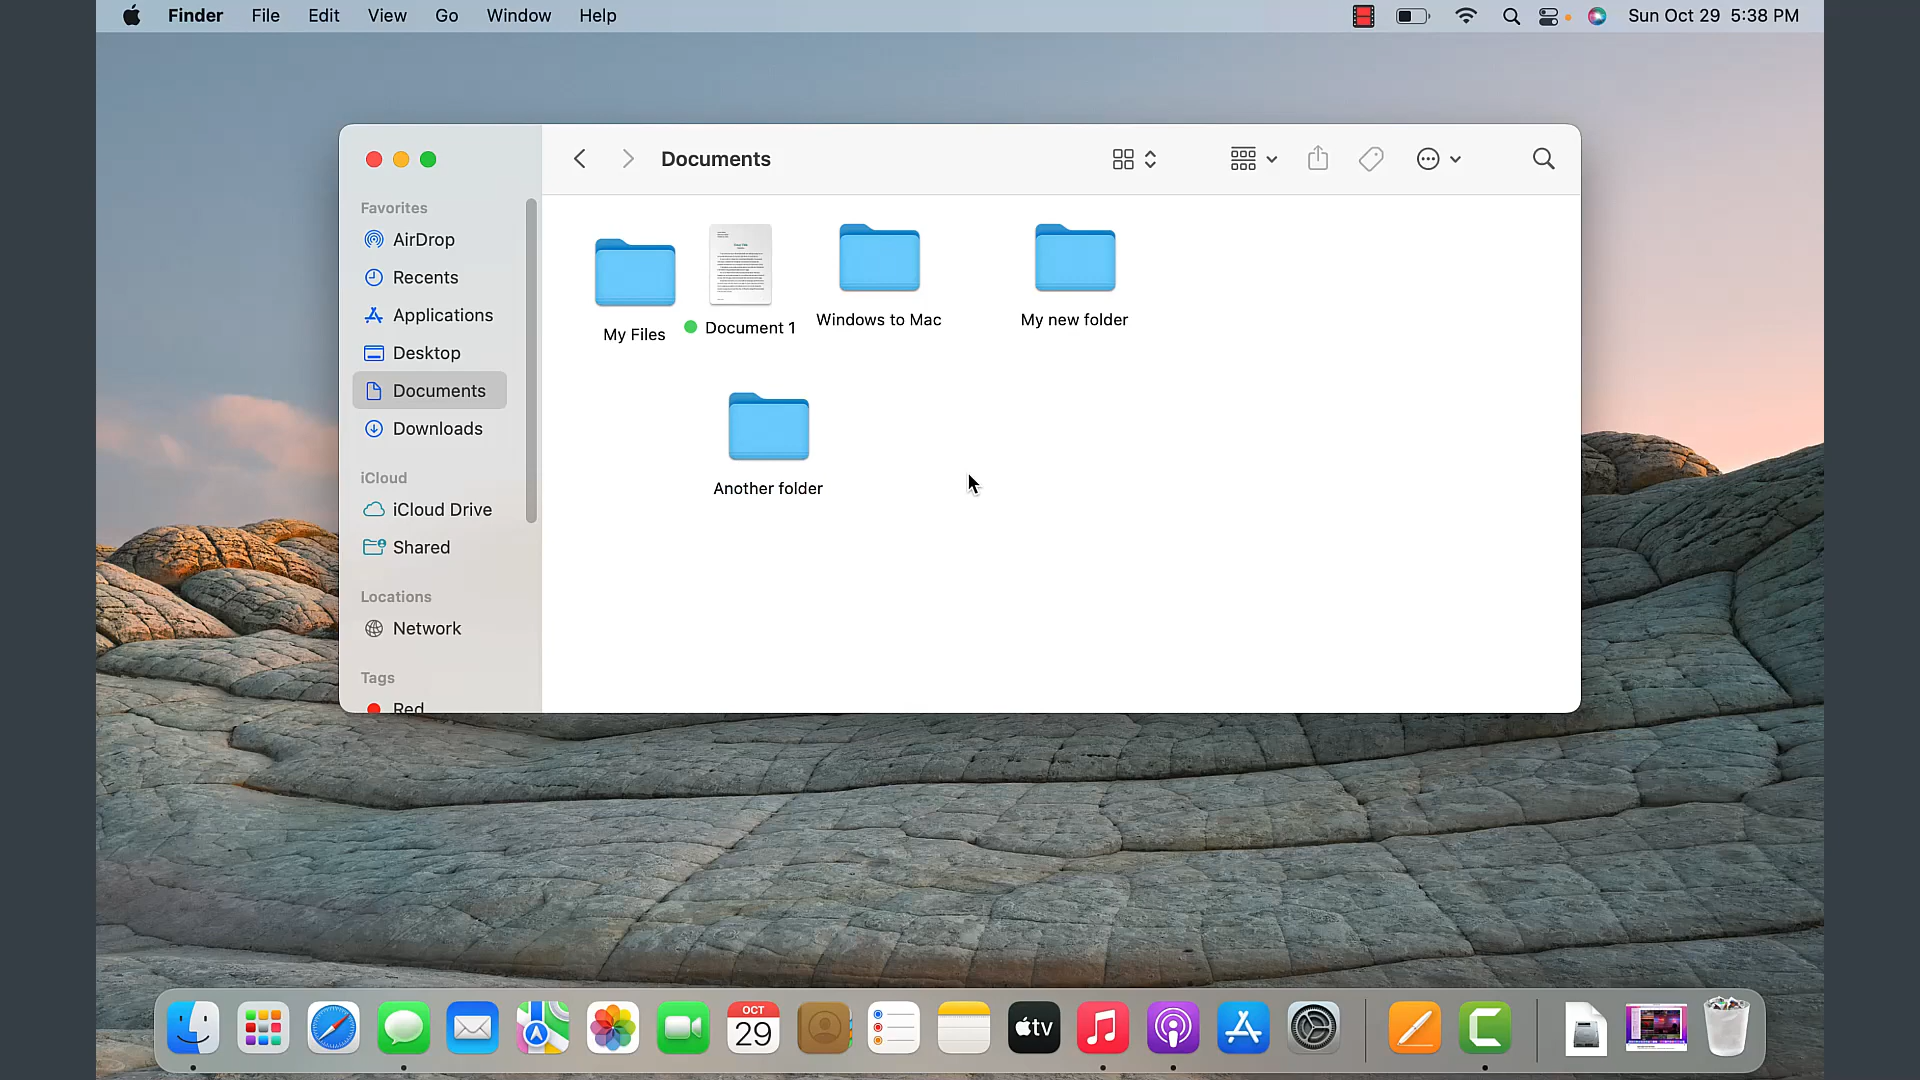 Finder File Edit View Go Window Help Sun Oct 29 5:38 PM
Documents
Favorites
AirDrop
Recents
Applications
Desktop
Documents
Downloads
iCloud
iCloud Drive
Shared
Locations
Network
Tags
Red
My Files
Document 1
Windows to Mac
My new folder
Another folder
OCT
29
tv